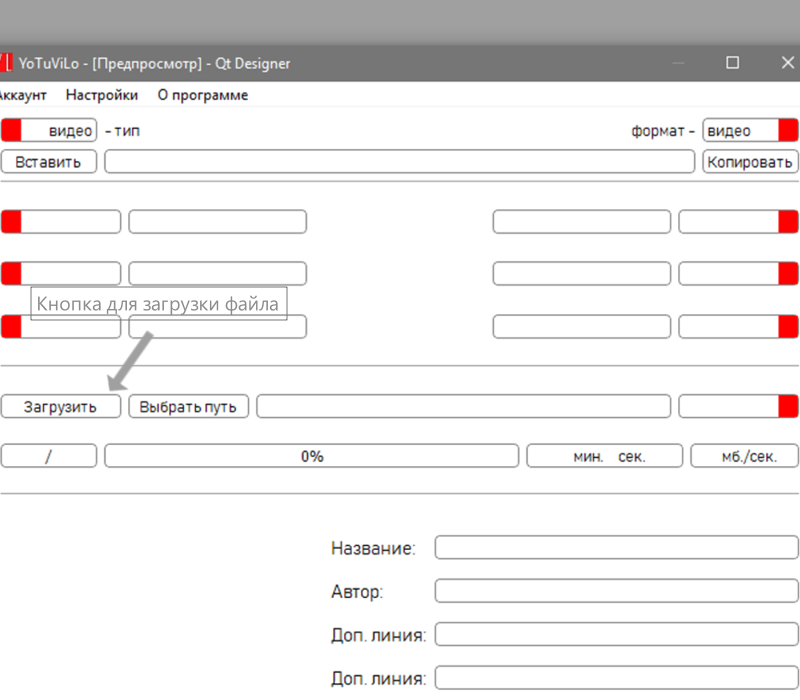 YoTuViLo - [Предпросмотр] - Qt Designer
Аккаунт Настройки О программе
видео - тип формат - видео
Вставить Копировать
Кнопка для загрузки файла
Загрузить Выбрать путь
/ 0% мин. сек. мб./сек.
Название:
Автор:
Доп. линия:
Доп. линия: